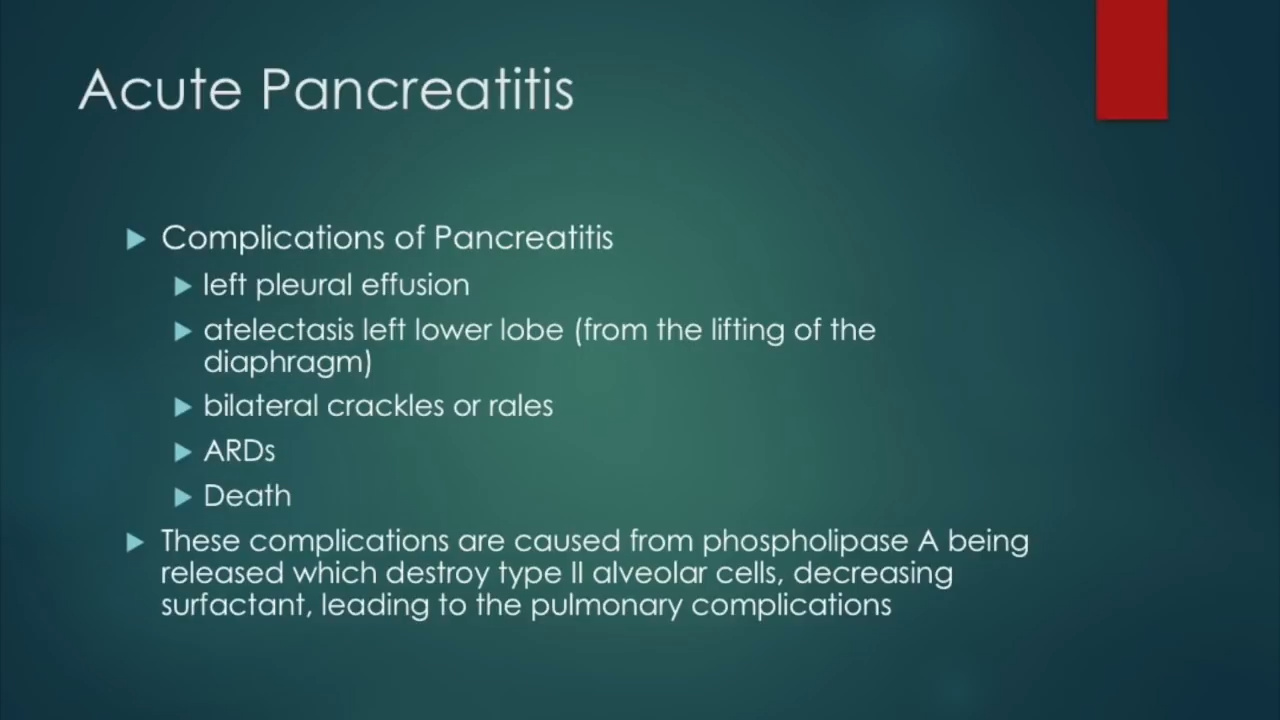 Acute Pancreatitis
Complications of Pancreatitis
left pleural effusion
atelectasis left lower lobe (from the lifting of the
diaphragm)
bilateral crackles or rales
ARDs
Death
These complications are caused from phospholipase A being
released which destroy type II alveolar cells, decreasing
surfactant, leading to the pulmonary complications